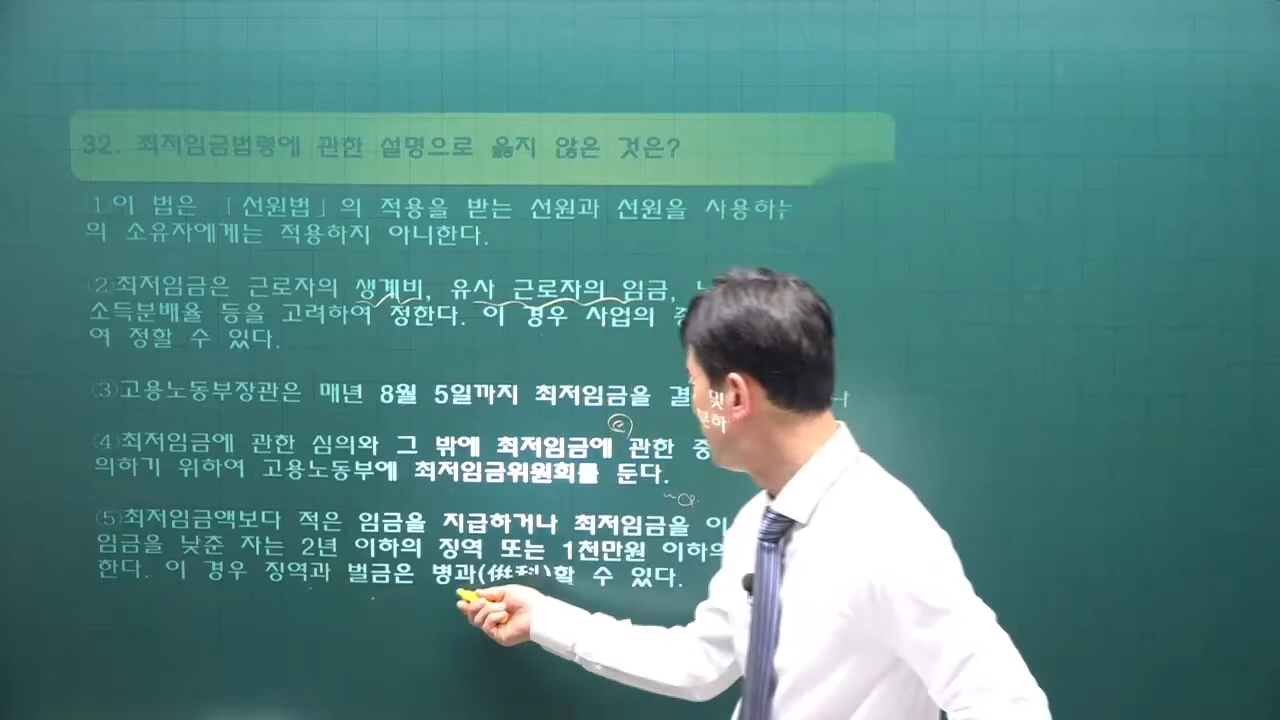 32. 최저임금법령에 관한 설명으로 옳지 않은 것은?
①이 법은 「선원법」의 적용을 받는 선원과 선원을 사용하는
의 소유자에게는 적용하지 아니한다.
②최저임금은 근로자의 생계비, 유사 근로자의 임금,
소득분배율 등을 고려하여 정한다. 이 경우 사업의
여 정할 수 있다.
③고용노동부장관은 매년 8월 5일까지 최저임금을
④최저임금에 관한 심의와 그 밖에 최저임금에 관한
의하기 위하여 고용노동부에 최저임금위원회를 둔다.
⑤최저임금액보다 적은 임금을 지급하거나 최저임금을 이
임금을 낮춘 자는 2년 이하의 징역 또는 1천만원 이하의
한다. 이 경우 징역과 벌금은 병과(倂科)할 수 있다.